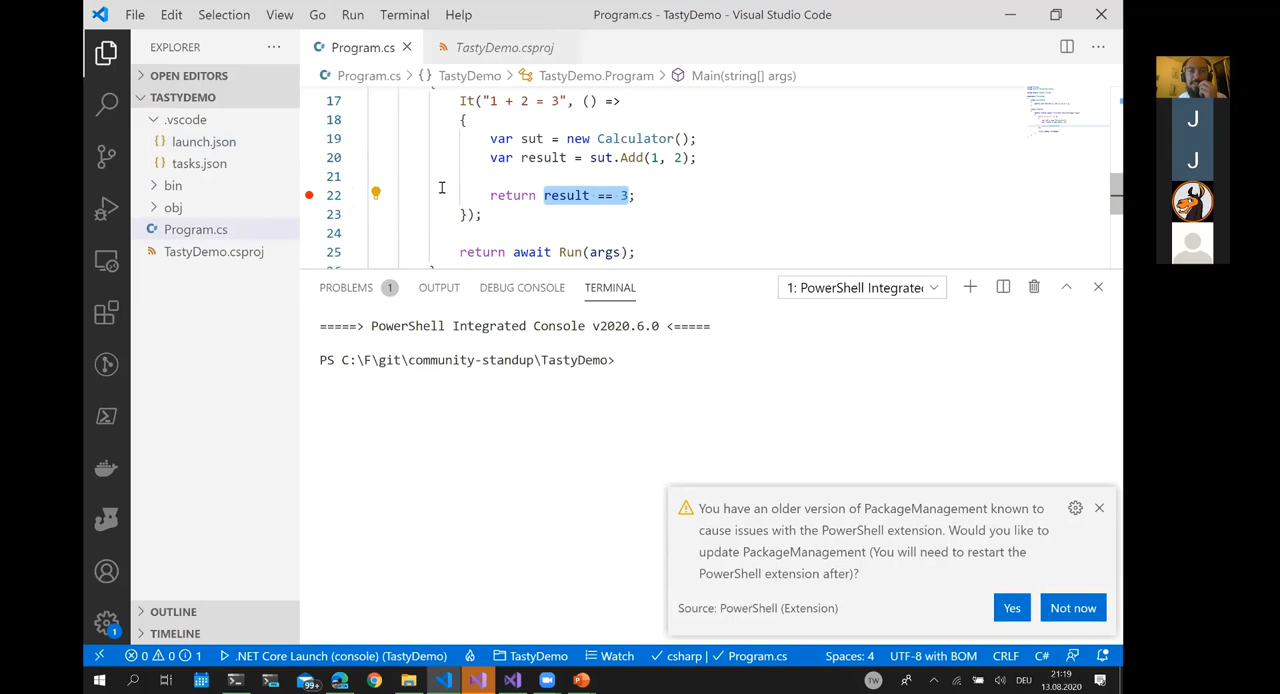 File Edit Selection View Go Run Terminal Help Program.cs - TastyDemo - Visual Studio Code
EXPLORER
OPEN EDITORS
TASTYDEMO
.vscode
launch.json
tasks.json
bin
obj
Program.cs
TastyDemo.csproj
OUTLINE
TIMELINE
Program.cs TastyDemo.csproj
Program.cs > {} TastyDemo > TastyDemo.Program > Main(string[] args)
17 It("1 + 2 = 3", () =>
18 {
19 var sut = new Calculator();
20 var result = sut.Add(1, 2);
21
22 return result == 3;
23 });
24
25 return await Run(args);
PROBLEMS 1 OUTPUT DEBUG CONSOLE TERMINAL 1: PowerShell Integrate
=====> PowerShell Integrated Console v2020.6.0 <=====
PS C:\F\git\community-standup\TastyDemo>
You have an older version of PackageManagement known to
cause issues with the PowerShell extension. Would you like to
update PackageManagement (You will need to restart the
PowerShell extension after)?
Source: PowerShell (Extension) Yes Not now
1
0 0 1 .NET Core Launch (console) (TastyDemo) TastyDemo Watch csharp | Program.cs Spaces: 4 UTF-8 with BOM CRLF C#
99+ TW DEU 21:19
13.08.2020
J
J